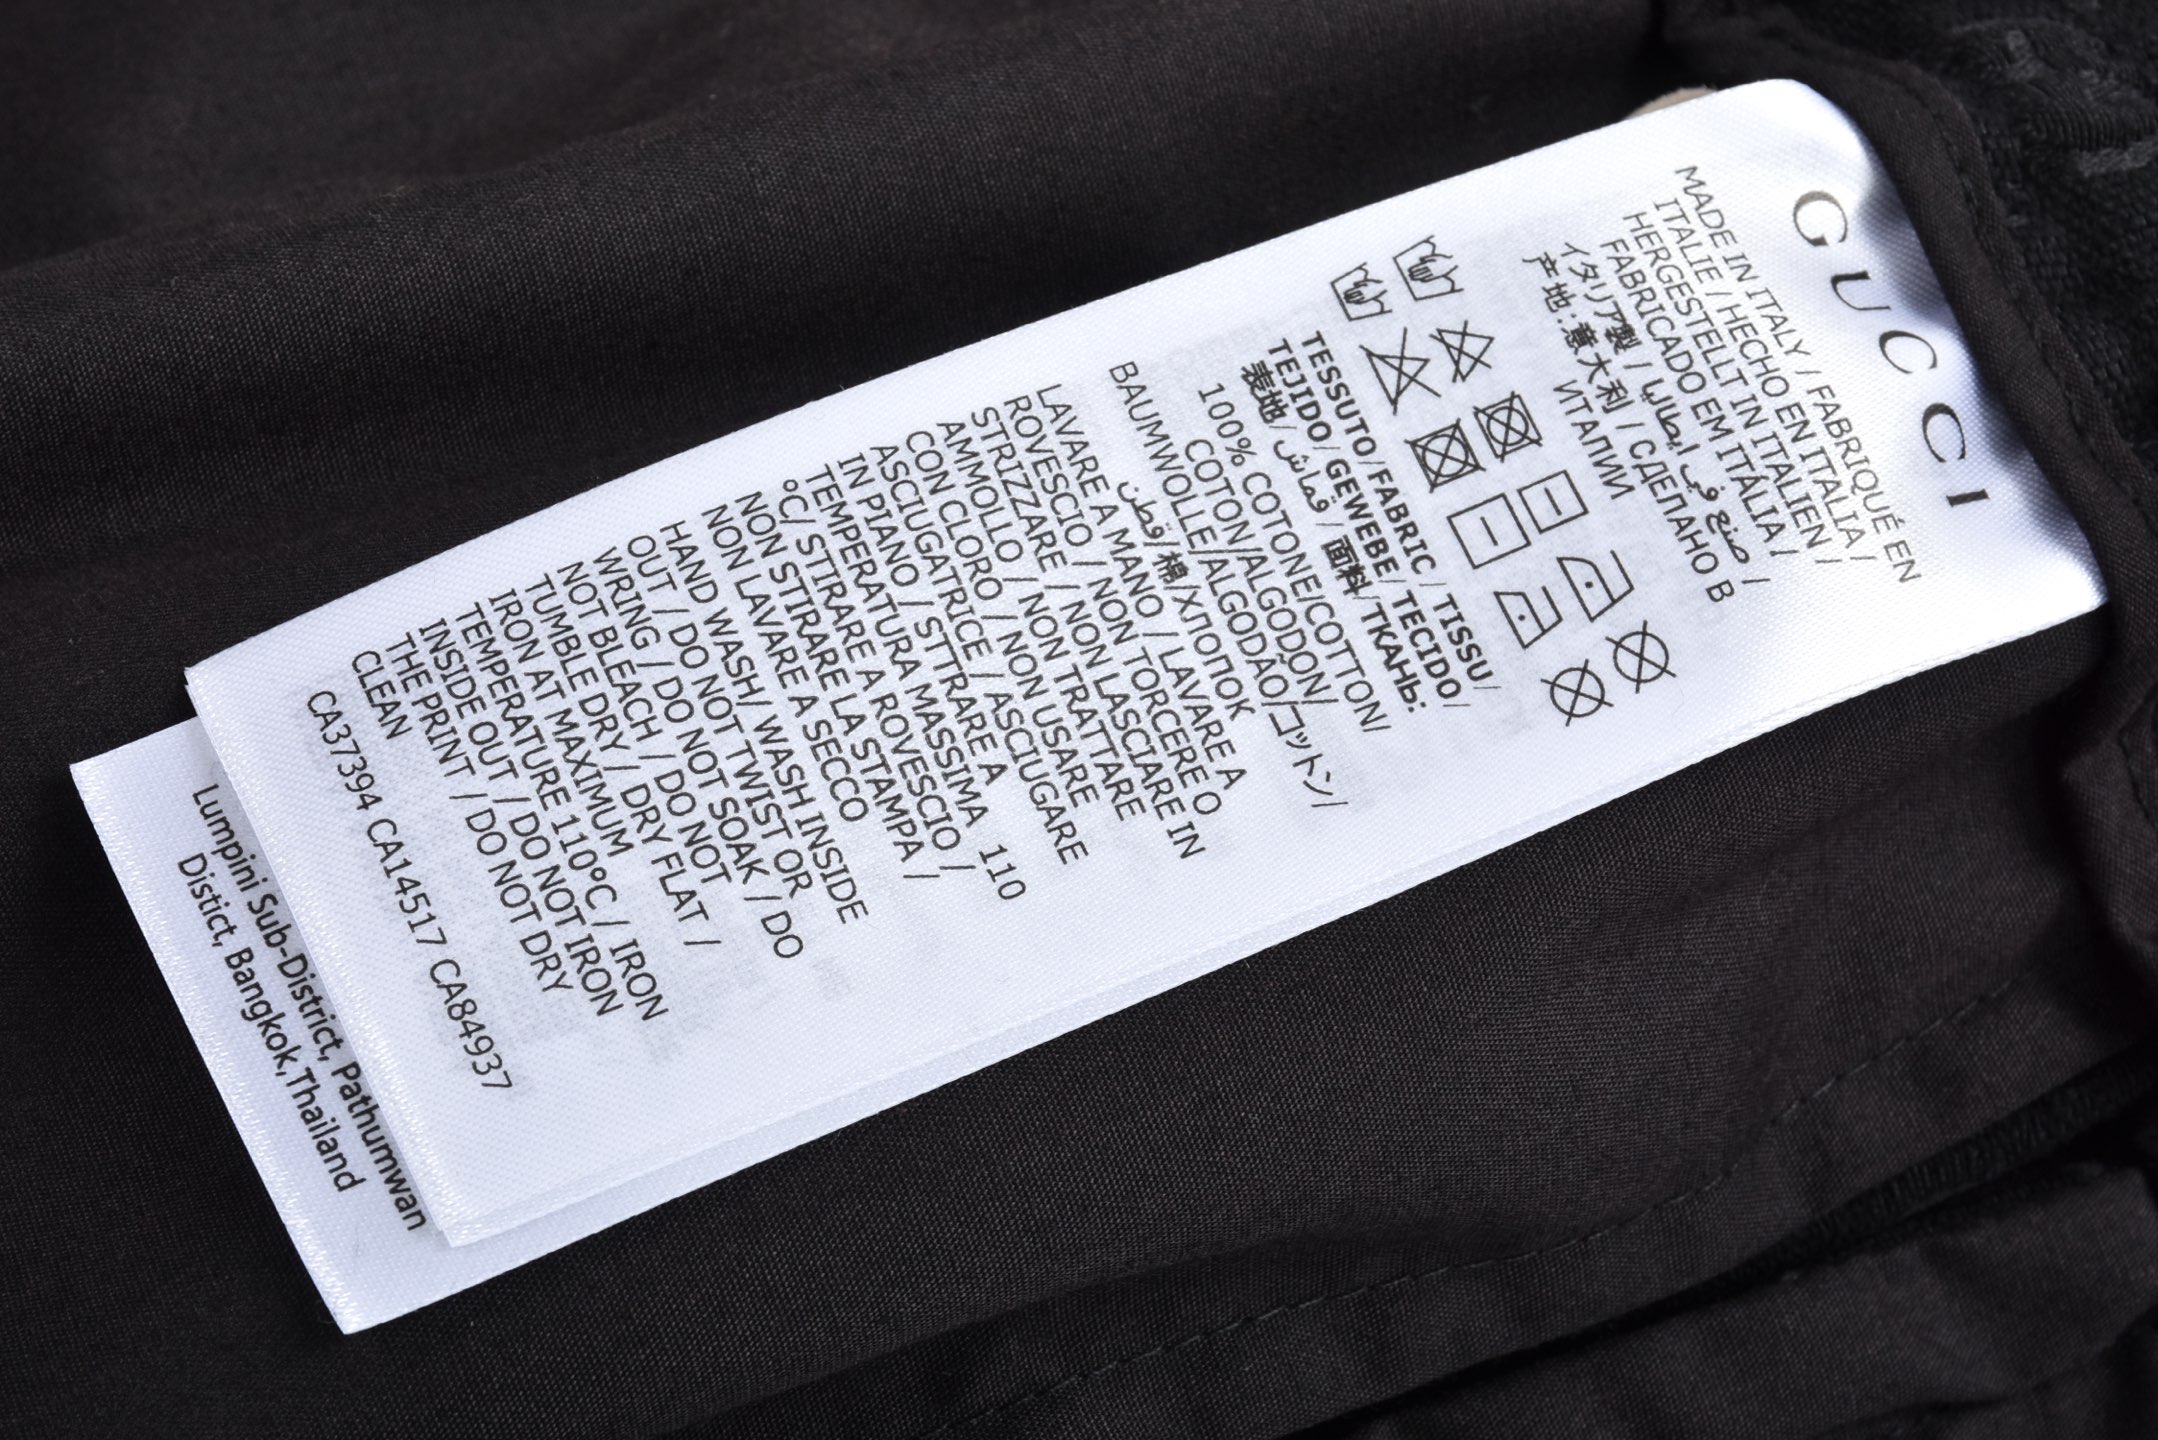 GUCCI
MADE IN ITALY / FABRIQUÉ EN
ITALIE / HECHO EN ITALIA /
HERGESTELLT IN ITALIEN /
FABRICADO EM ITÁLIA /
イタリア製 / صنع في ايطاليا /
产地:意大利 / СДЕЛАНО В
ИТАЛИИ
TESSUTO / FABRIC / TISSU /
TEJIDO / GEWEBE / TECIDO /
表地 / قماش / 面料 / ТКАНЬ:
100% COTONE/COTTON/
COTON/ALGODÓN/
BAUMWOLLE/ALGODÃO/コットン/
قطن/棉/ХЛОПОК
LAVARE A MANO / LAVARE A
ROVESCIO / NON TORCERE O
STRIZZARE / NON LASCIARE IN
AMMOLLO / NON TRATTARE
CON CLORO / NON USARE
ASCIUGATRICE / ASCIUGARE
IN PIANO / STTRARE A
TEMPERATURA MASSIMA 110
°C/ STIRARE A ROVESCIO /
NON STIRARE LA STAMPA /
NON LAVARE A SECCO
HAND WASH/ WASH INSIDE
OUT / DO NOT TWIST OR
WRING / DO NOT SOAK / DO
NOT BLEACH / DO NOT
TUMBLE DRY / DRY FLAT /
IRON AT MAXIMUM
TEMPERATURE 110°C / IRON
INSIDE OUT / DO NOT IRON
THE PRINT / DO NOT DRY
CLEAN
CA37394 CA14517 CA84937
Lumpini Sub-District, Pathumwan
Distict, Bangkok,Thailand